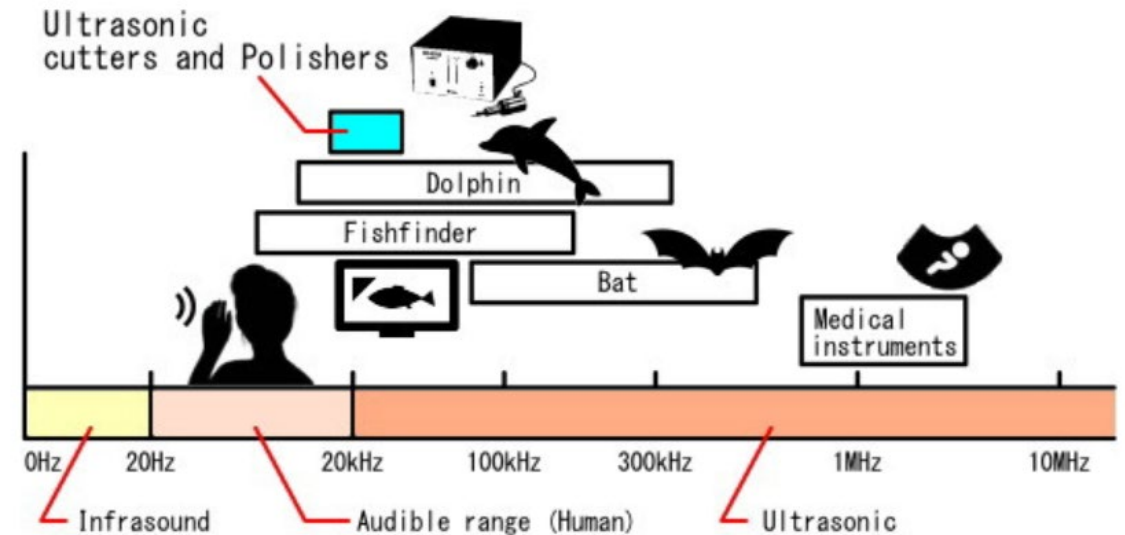 Ultrasonic
cutters and Polishers
Dolphin
Fishfinder
Bat
Medical
instruments
0Hz 20Hz 20kHz 100kHz 300kHz 1MHz 10MHz
Infrasound Audible range (Human) Ultrasonic